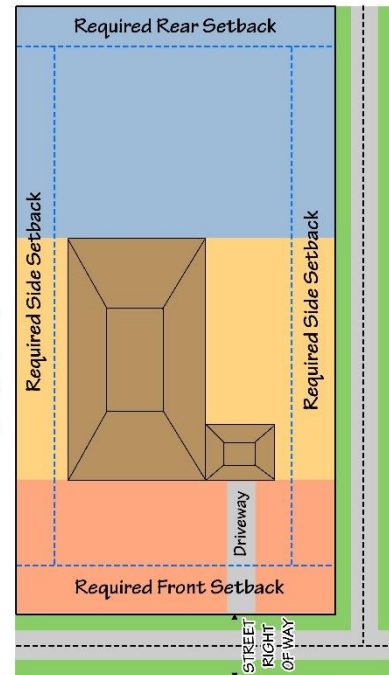 Required Rear Setback
Required Side Setback
Required Side Setback
Driveway
Required Front Setback
STREET
RIGHT
OF WAY